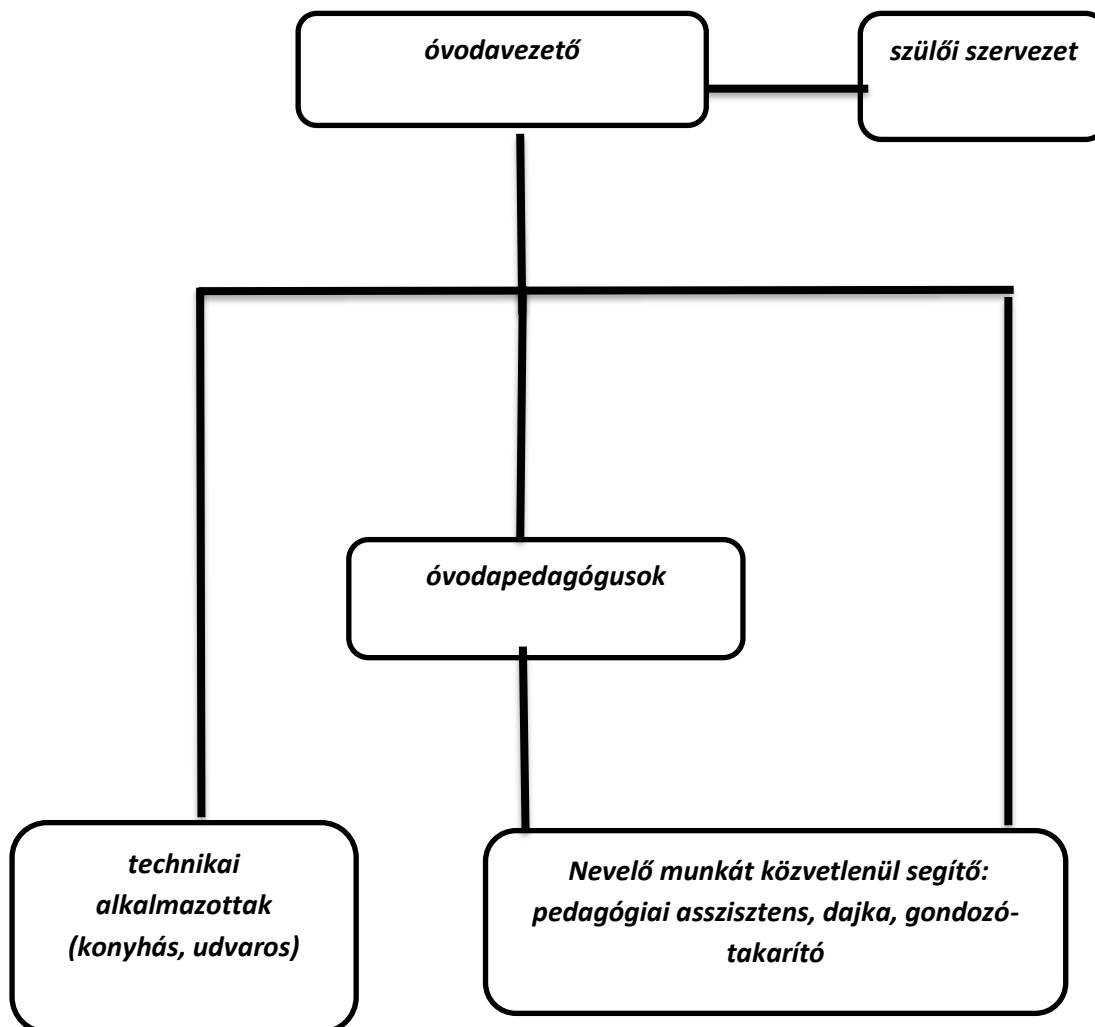 óvodavezető
szülői szervezet
óvodapedagógusok
technikai
alkalmazottak
(konyhás, udvaros)
Nevelő munkát közvetlenül segítő:
pedagógiai asszisztens, dajka, gondozó-
takarító